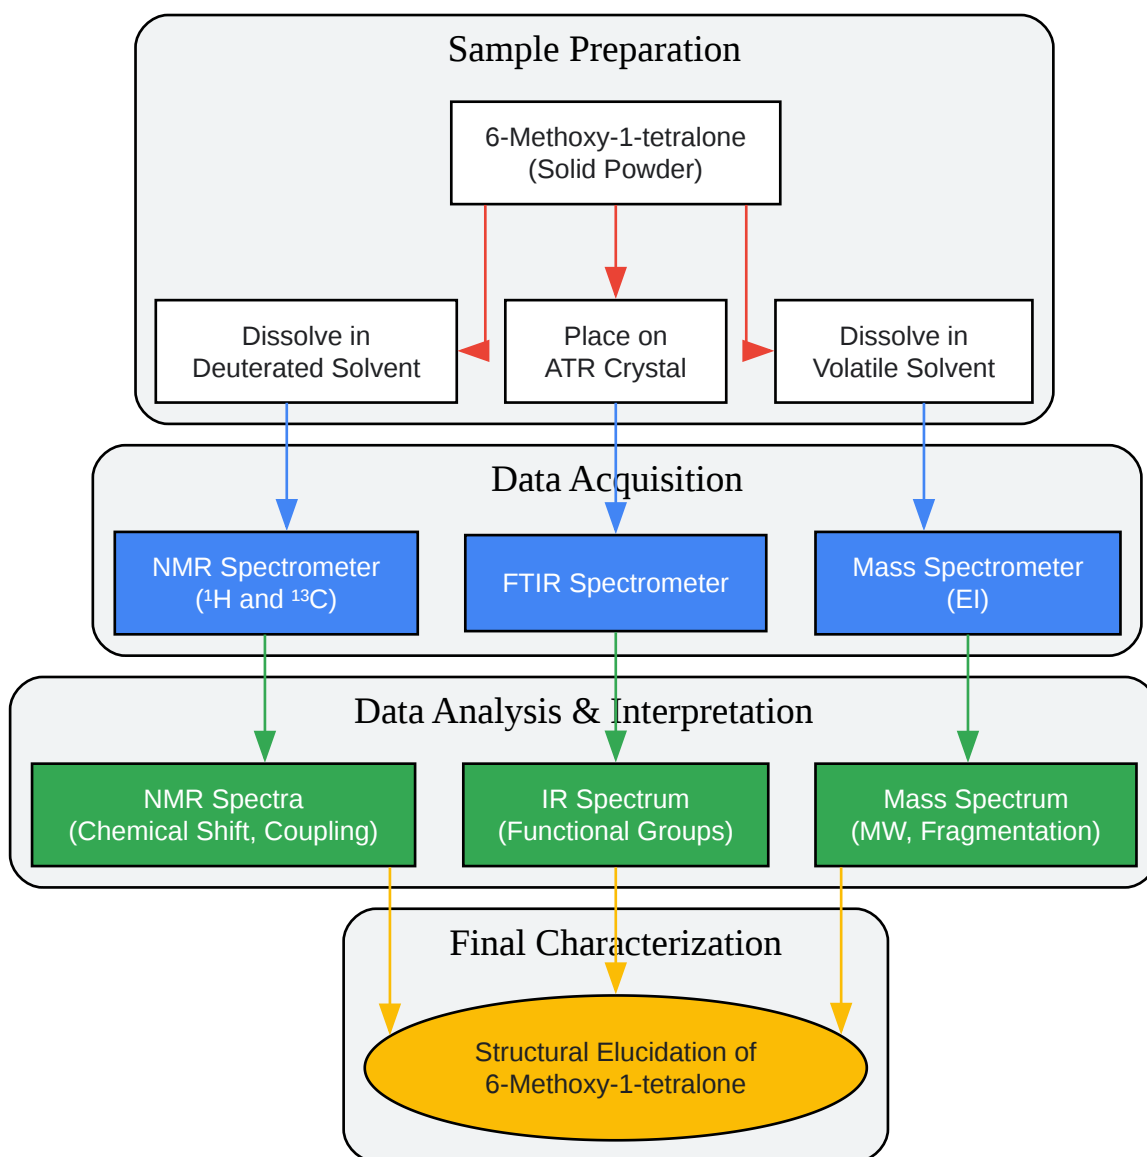 Sample Preparation
6-Methoxy-1-tetralone
(Solid Powder)
Dissolve in
Deuterated Solvent
Place on
ATR Crystal
Dissolve in
Volatile Solvent
Data Acquisition
NMR Spectrometer
(¹H and ¹³C)
FTIR Spectrometer
Mass Spectrometer
(EI)
Data Analysis & Interpretation
NMR Spectra
(Chemical Shift, Coupling)
IR Spectrum
(Functional Groups)
Mass Spectrum
(MW, Fragmentation)
Final Characterization
Structural Elucidation of
6-Methoxy-1-tetralone